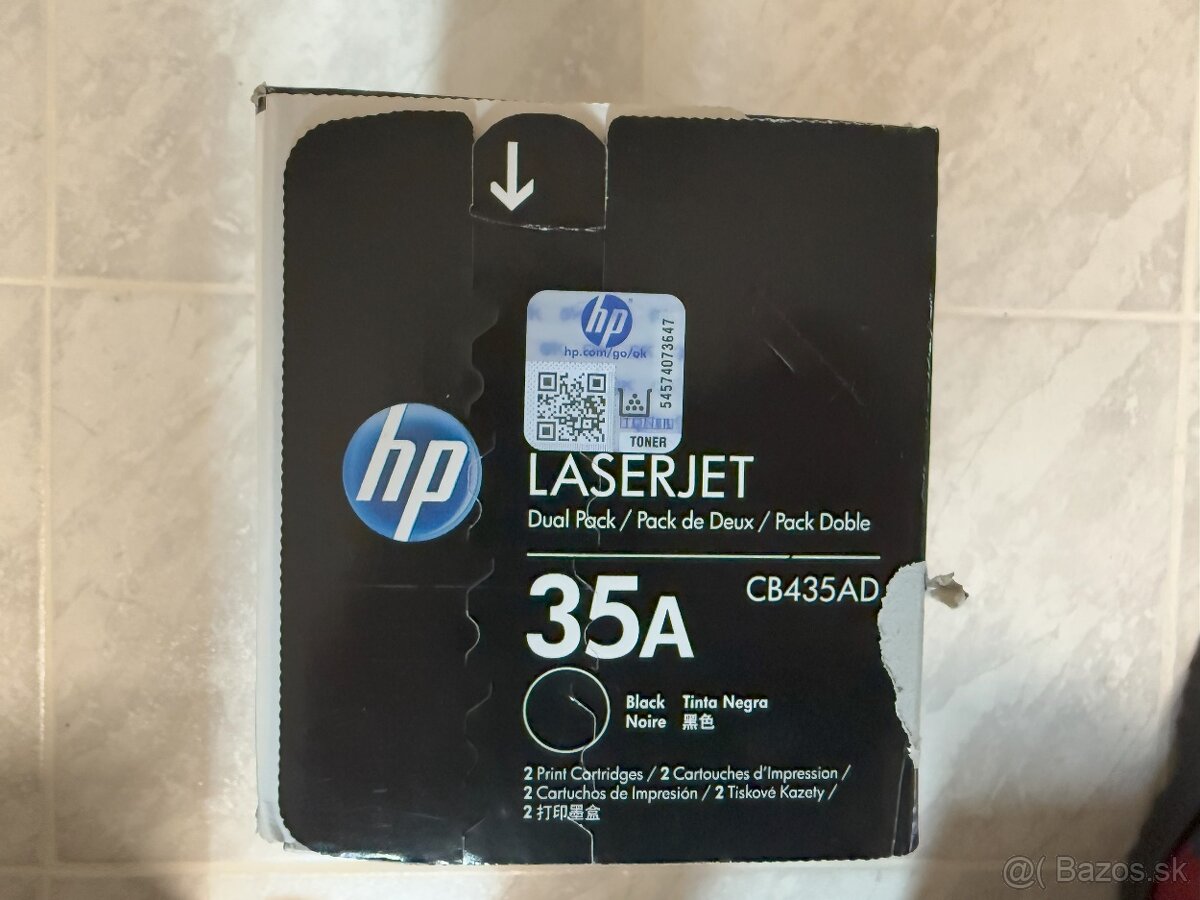 hp
hp.com/go/ok
54574073647
TONER
hp
LASERJET
Dual Pack / Pack de Deux / Pack Doble
35A
CB435AD
Black Tinta Negra
Noire 黑色
2 Print Cartridges / 2 Cartouches d'Impression /
2 Cartuchos de Impresión / 2 Tiskové Kazety /
2 打印墨盒
@( Bazos.sk